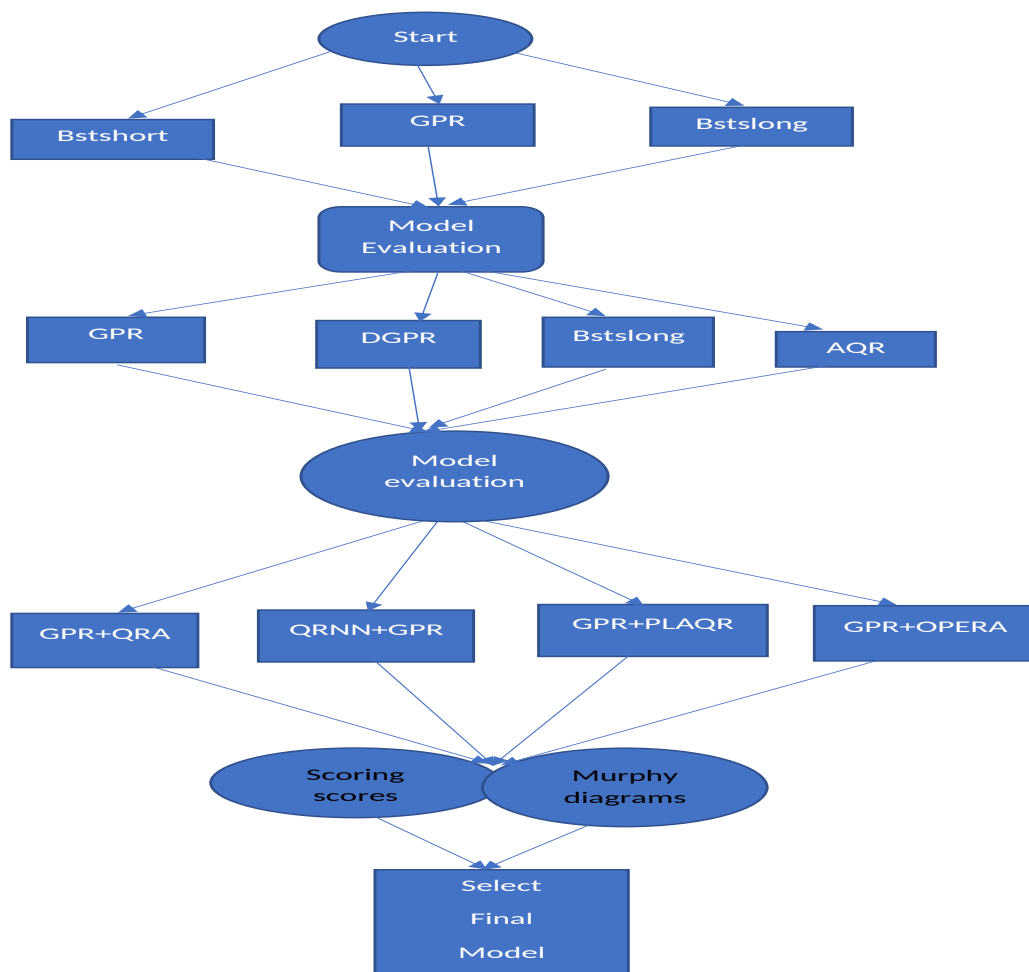 Start
Bstshort
GPR
Bstslong
Model
Evaluation
GPR
DGPR
Bstslong
AQR
Model
evaluation
GPR+QRA
QRNN+GPR
GPR+PLAQR
GPR+OPERA
Scoring
scores
Murphy
diagrams
Select
Final
Model